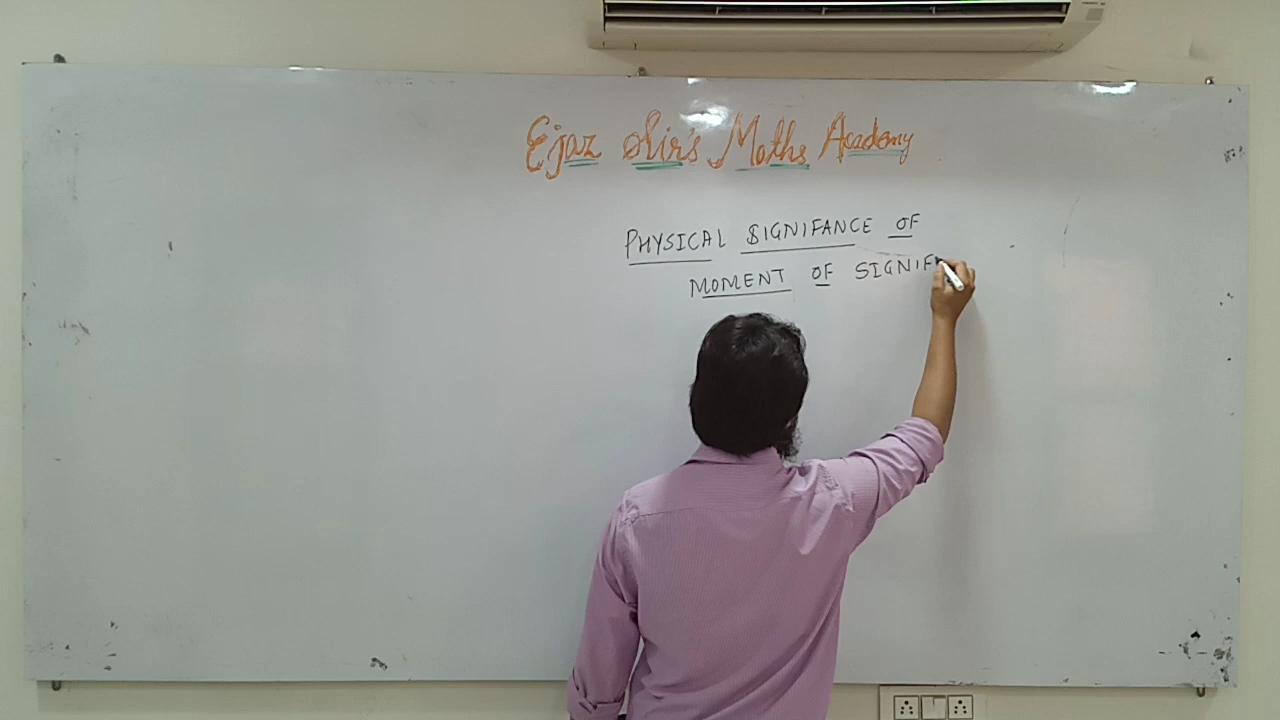 Ejaz Sir's Maths Academy
PHYSICAL SIGNIFANCE OF
MOMENT OF SIGNIF